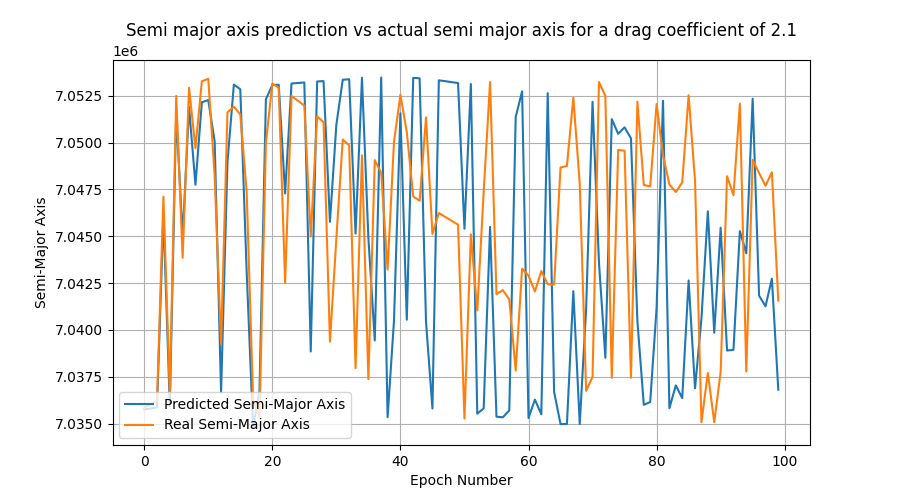 Semi major axis prediction vs actual semi major axis for a drag coefficient of 2.1
1e6
7.0525
7.0500
7.0475
7.0450
7.0425
7.0400
7.0375
7.0350
Semi-Major Axis
Predicted Semi-Major Axis
Real Semi-Major Axis
0 20 40 60 80 100
Epoch Number